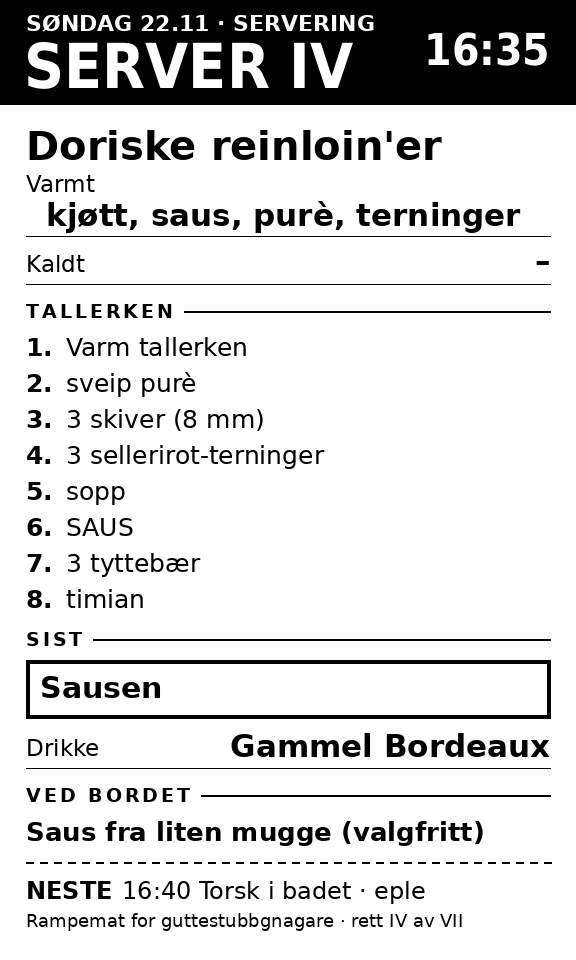 SØNDAG 22.11 · SERVERING
SERVER IV
16:35
Doriske reinloin'er
Varmt
kjøtt, saus, purè, terninger
Kaldt –
TALLERKEN
1. Varm tallerken
2. sveip purè
3. 3 skiver (8 mm)
4. 3 sellerirot-terninger
5. sopp
6. SAUS
7. 3 tyttebær
8. timian
SIST
Sausen
Drikke Gammel Bordeaux
VED BORDET
Saus fra liten mugge (valgfritt)
NESTE 16:40 Torsk i badet · eple
Rampemat for guttestubbgnagare · rett IV av VII